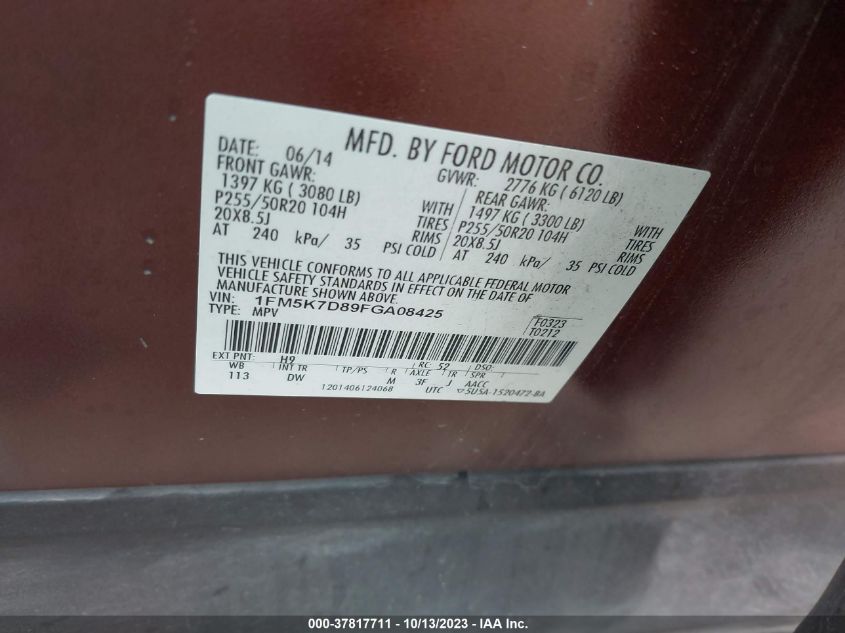 MFD. BY FORD MOTOR CO.
DATE: 06/14 GVWR: 2776 KG ( 6120 LB)
FRONT GAWR: REAR GAWR:
1397 KG ( 3080 LB) WITH 1497 KG ( 3300 LB) WITH
P255/50R20 104H TIRES P255/50R20 104H TIRES
20X8.5J RIMS 20X8.5J RIMS
AT 240 kPa/ 35 PSI COLD AT 240 kPa/ 35 PSI COLD
THIS VEHICLE CONFORMS TO ALL APPLICABLE FEDERAL MOTOR
VEHICLE SAFETY STANDARDS IN EFFECT ON THE DATE OF
MANUFACTURE SHOWN ABOVE.
VIN: 1FM5K7D89FGA08425 F0323
TYPE: MPV T0212
EXT PNT: H9 RC: 52 DSO:
WB INT TR TP/PS R AXLE TR SPR
113 DW M 3F J AACC
1201406124068 UTC 5U5A-1520472-BA
000-37817711 - 10/13/2023 - IAA Inc.